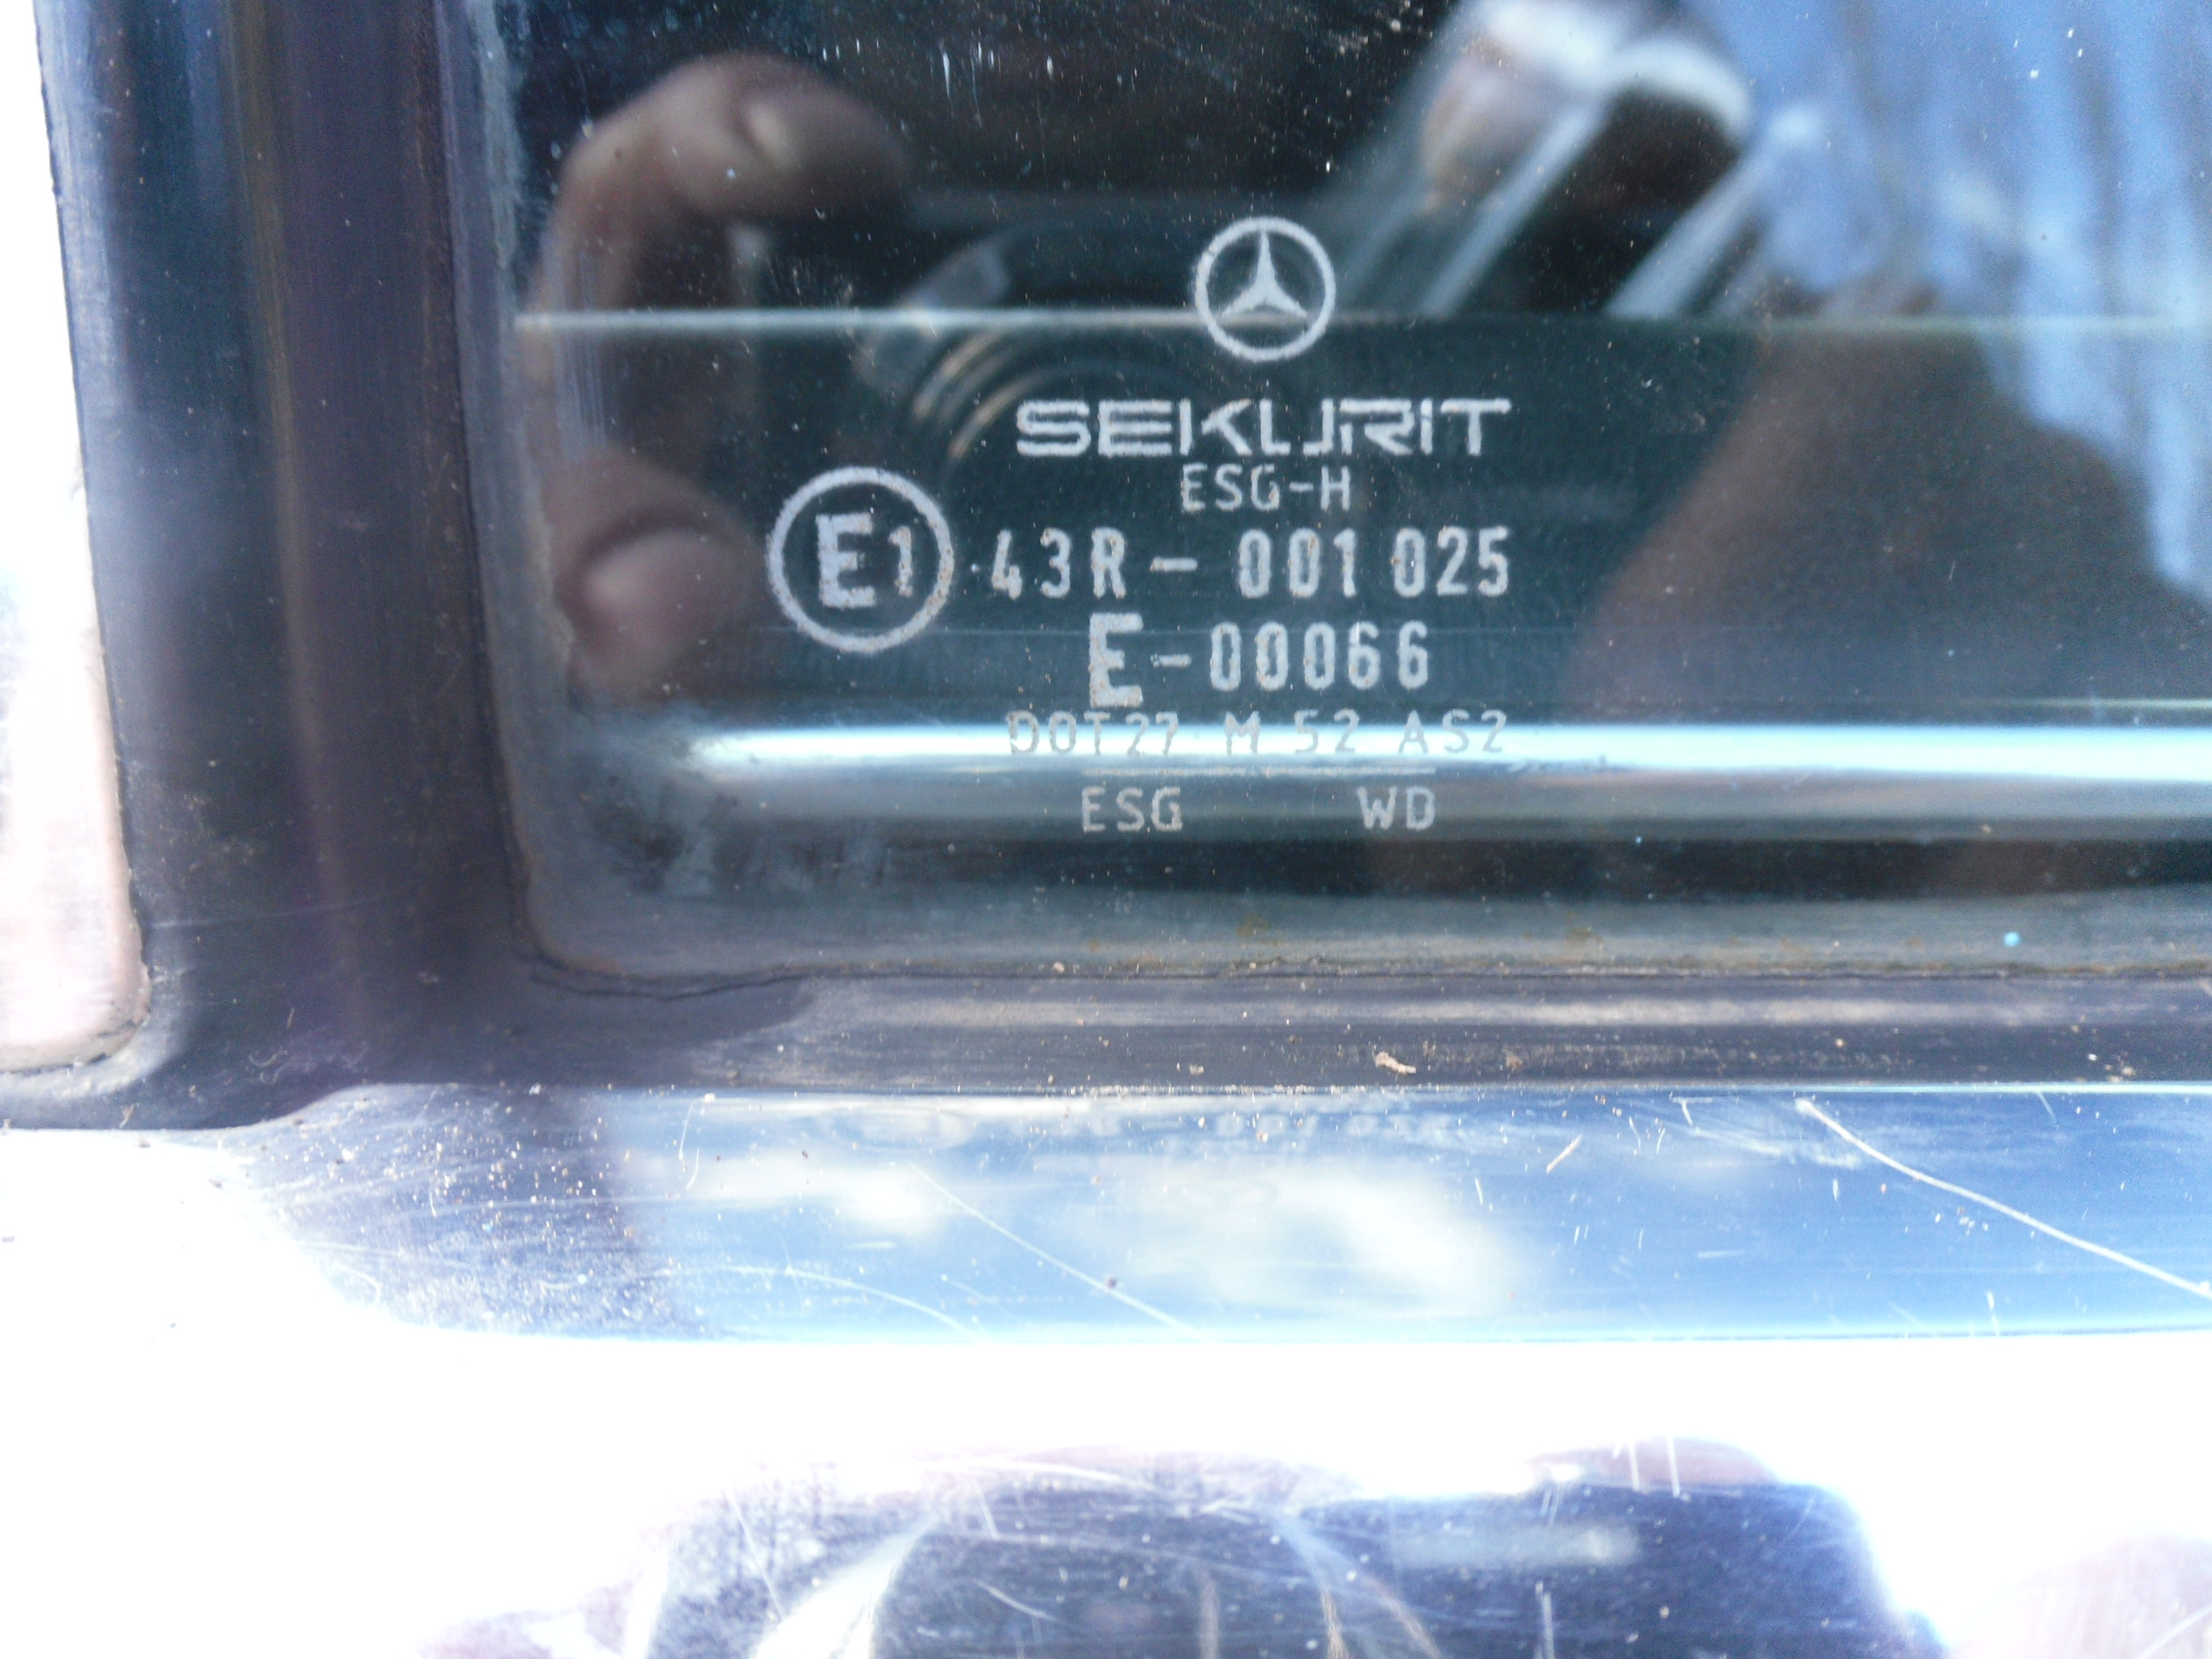 SEKURIT
ESG-H
E1 43R-001 025
E-00066
DOT27 M 52 AS2
ESG WD